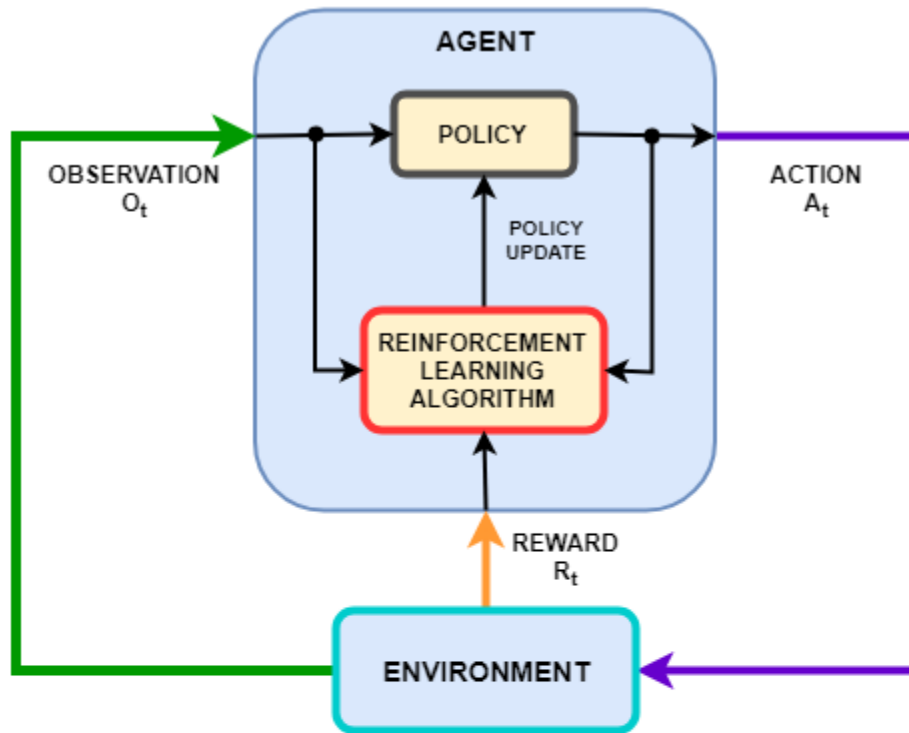 AGENT
POLICY
OBSERVATION
Oₜ
ACTION
Aₜ
POLICY
UPDATE
REINFORCEMENT
LEARNING
ALGORITHM
REWARD
Rₜ
ENVIRONMENT